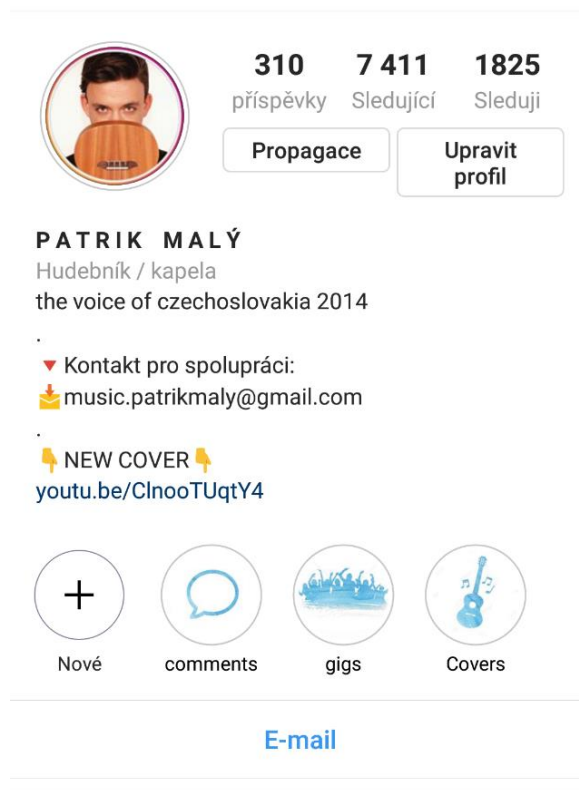 310 7 411 1825
příspěvky Sledující Sleduji
Propagace Upravit
profil
PATRIK MALÝ
Hudebník / kapela
the voice of czechoslovakia 2014
.
🔻Kontakt pro spolupráci:
📩music.patrikmaly@gmail.com
.
👇NEW COVER👇
youtu.be/ClnooTUqtY4
Nové comments gigs Covers
E-mail